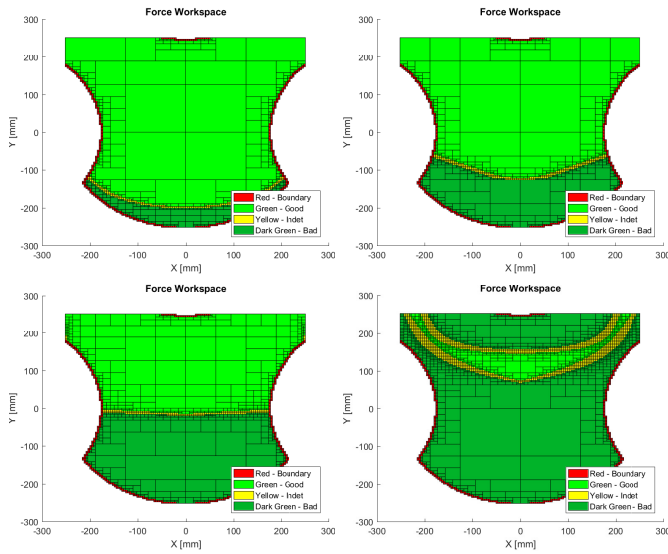 Force Workspace
300
200
100
0
-100
-200
-300
Y [mm]
-300 -200 -100 0 100 200 300
X [mm]
Red - Boundary
Green - Good
Yellow - Indet
Dark Green - Bad
Force Workspace
300
200
100
0
-100
-200
-300
Y [mm]
-300 -200 -100 0 100 200 300
X [mm]
Red - Boundary
Green - Good
Yellow - Indet
Dark Green - Bad
Force Workspace
300
200
100
0
-100
-200
-300
Y [mm]
-300 -200 -100 0 100 200 300
X [mm]
Red - Boundary
Green - Good
Yellow - Indet
Dark Green - Bad
Force Workspace
300
200
100
0
-100
-200
-300
Y [mm]
-300 -200 -100 0 100 200 300
X [mm]
Red - Boundary
Green - Good
Yellow - Indet
Dark Green - Bad